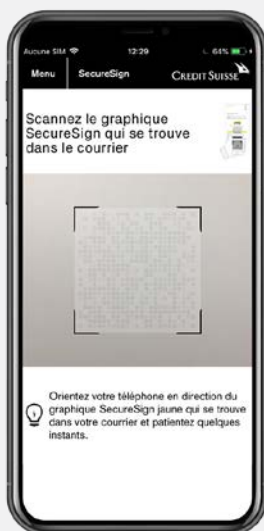 Aucune SIM 12:29 64%
Menu SecureSign CREDIT SUISSE
Scannez le graphique
SecureSign qui se trouve
dans le courrier
Orientez votre téléphone en direction du
graphique SecureSign jaune qui se trouve
dans votre courrier et patientez quelques
instants.